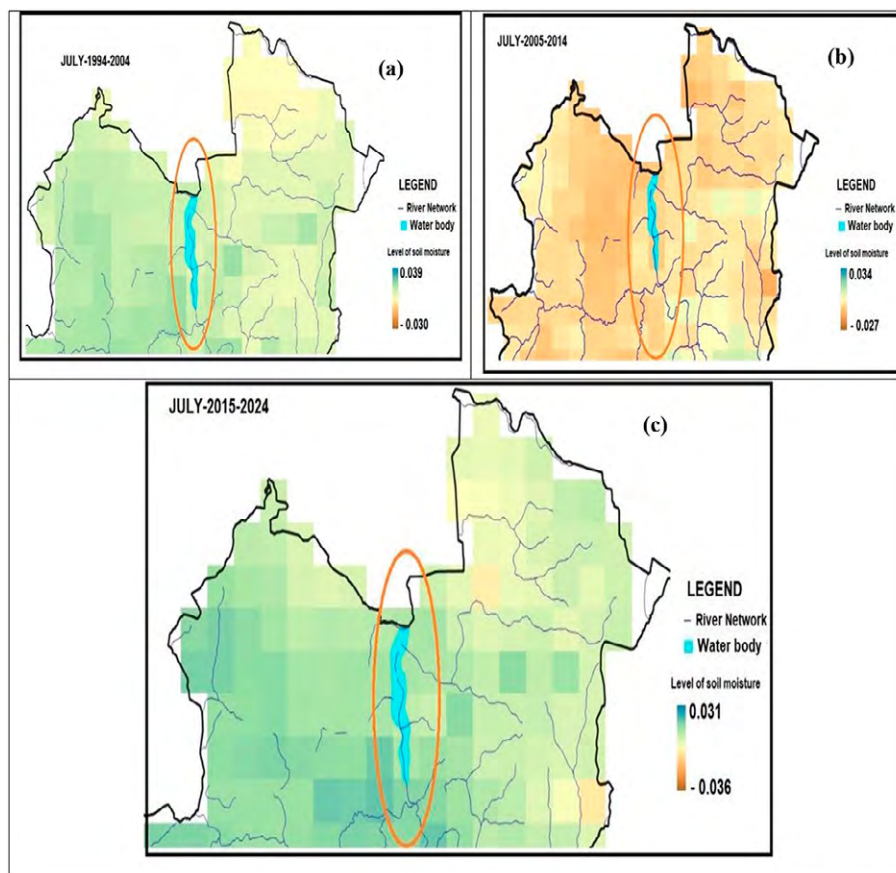 JULY-1994-2004
(a)
LEGEND
River Network
Water body
Level of soil moisture
0.039
- 0.030
JULY-2005-2014
(b)
LEGEND
River Network
Water body
Level of soil moisture
0.034
-0.027
JULY-2015-2024
(c)
LEGEND
River Network
Water body
Level of soil moisture
0.031
- 0.036